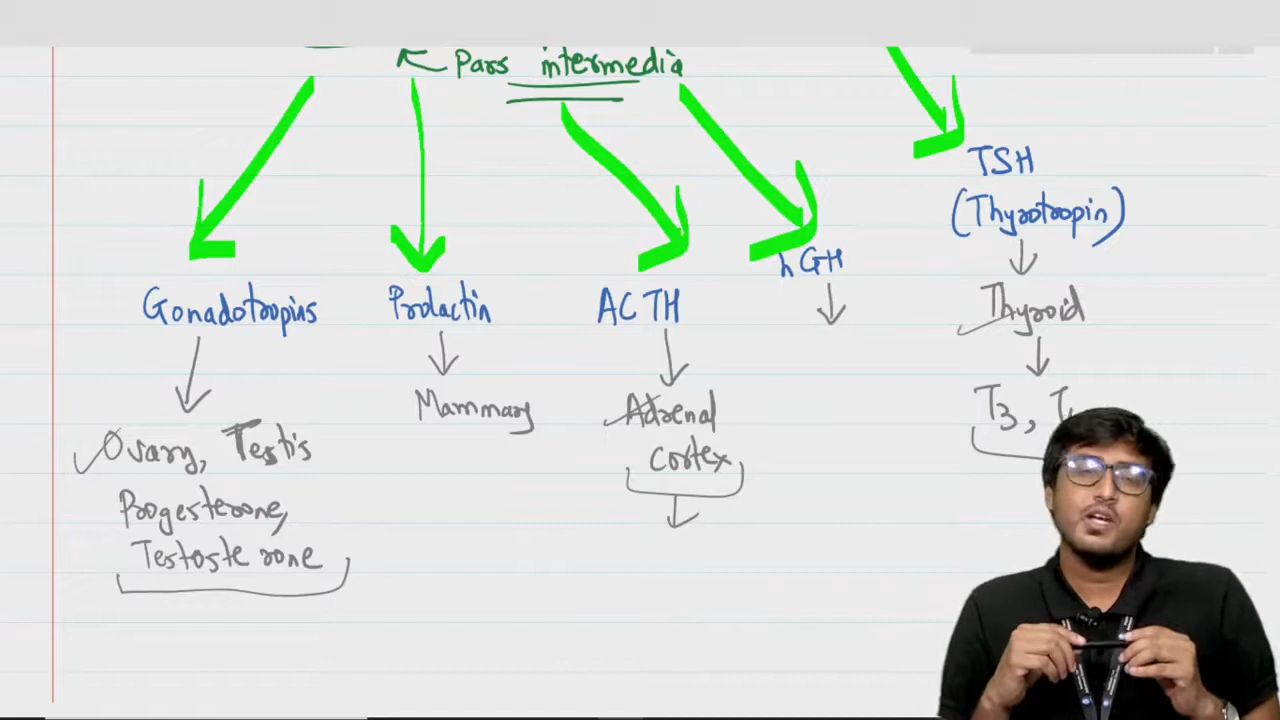 Pars intermedia
TSH
(Thyrotropin)
hGH
Gonadotropins
Prolactin
ACTH
Thyroid
Mammary
Adrenal
cortex
T3,
Ovary, Testis
Progesterone,
Testosterone